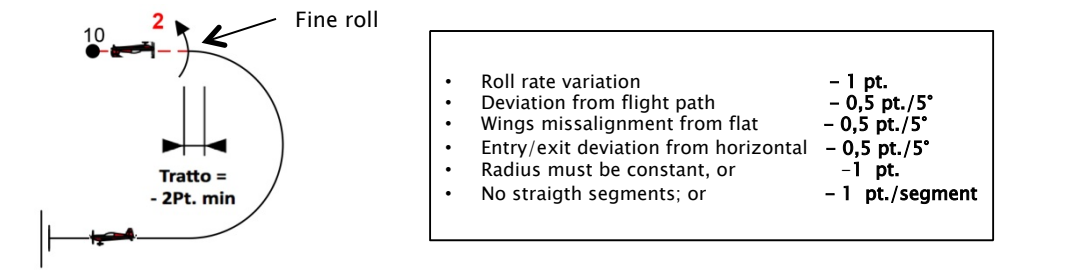 Fine roll
2
10
Tratto =
- 2Pt. min
• Roll rate variation – 1 pt.
• Deviation from flight path – 0,5 pt./5°
• Wings missalignment from flat – 0,5 pt./5°
• Entry/exit deviation from horizontal – 0,5 pt./5°
• Radius must be constant, or –1 pt.
• No straigth segments; or – 1 pt./segment